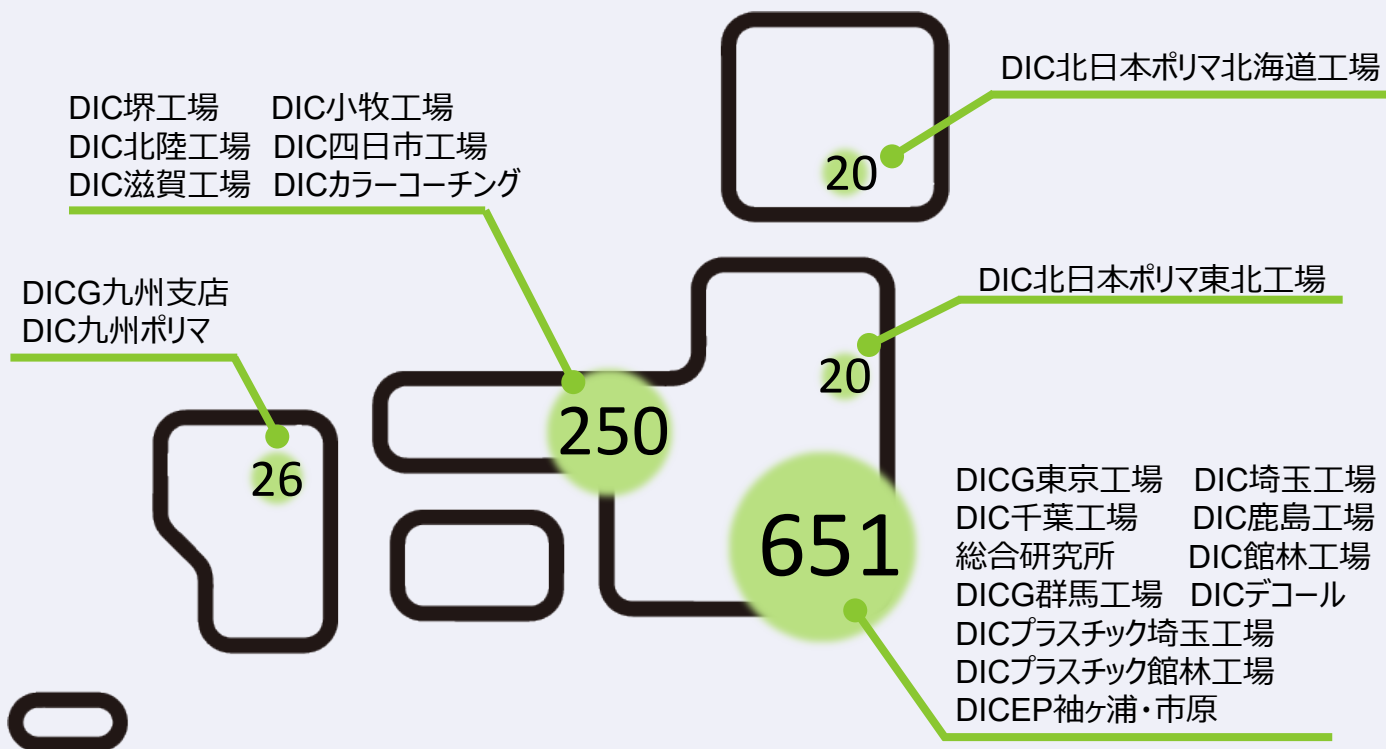 DIC北日本ポリマ北海道工場
20
DIC堺工場 DIC小牧工場
DIC北陸工場 DIC四日市工場
DIC滋賀工場 DICカラーコーチング
DICG九州支店
DIC九州ポリマ
26
250
DIC北日本ポリマ東北工場
20
651
DICG東京工場 DIC埼玉工場
DIC千葉工場 DIC鹿島工場
総合研究所 DIC館林工場
DICG群馬工場 DICデコール
DICプラスチック埼玉工場
DICプラスチック館林工場
DICEP袖ヶ浦・市原